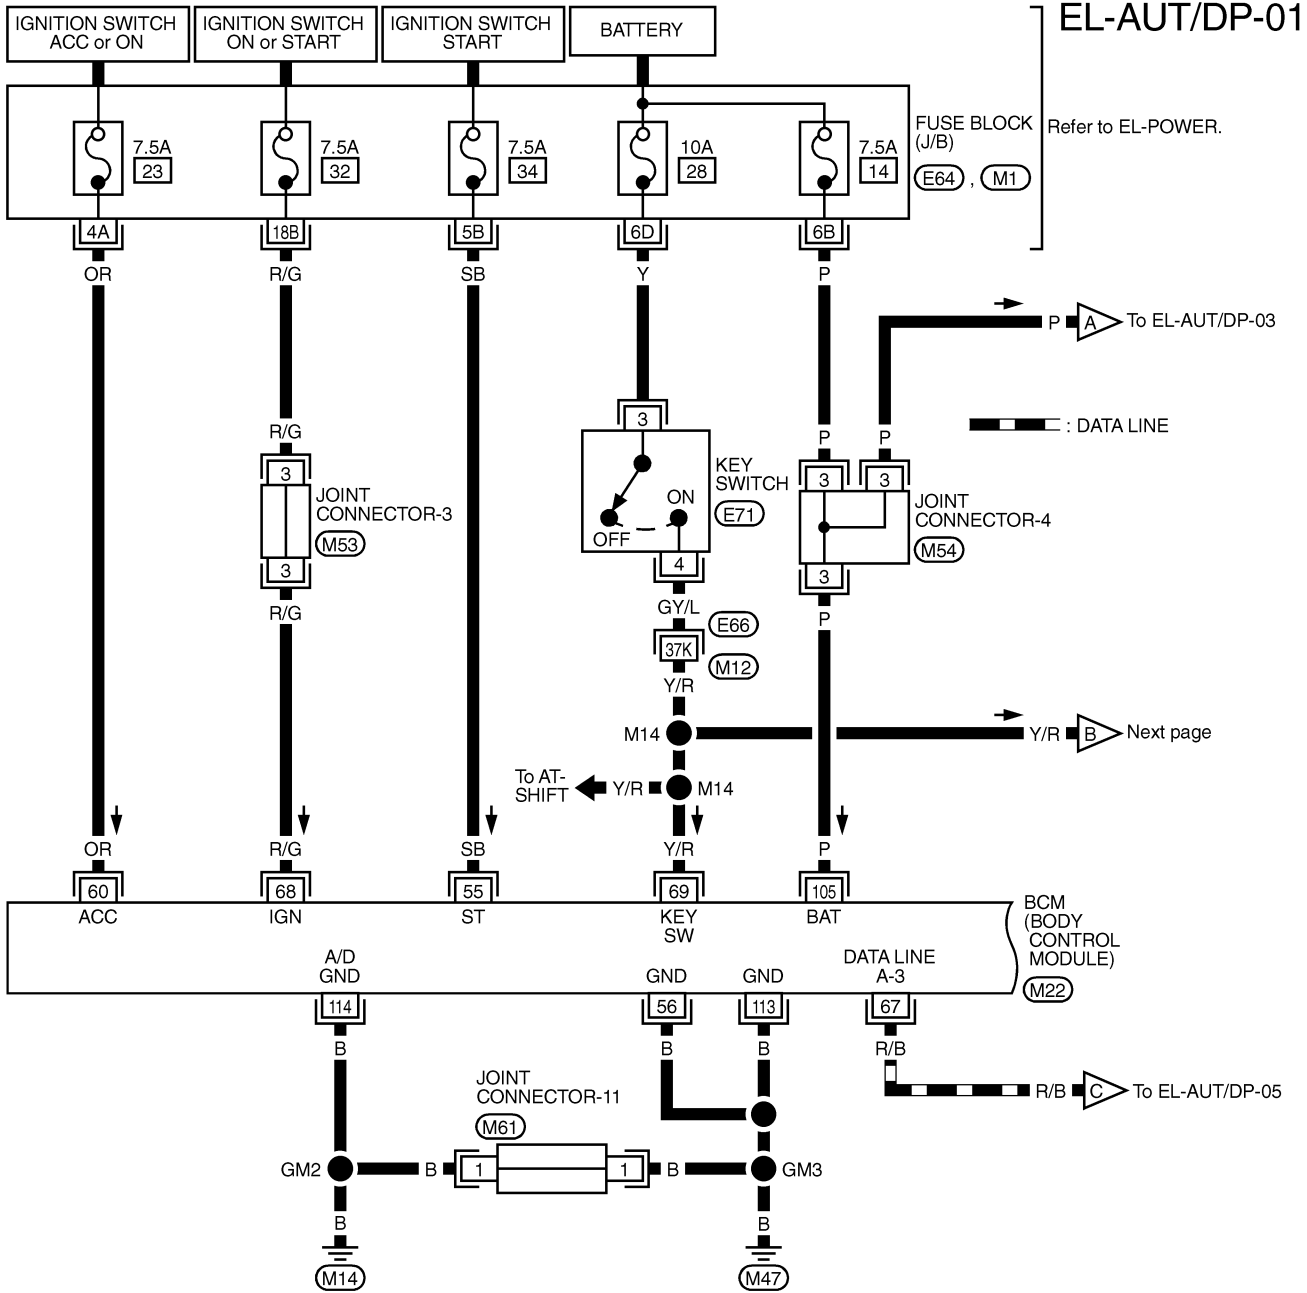 EL-AUT/DP-01
IGNITION SWITCH
ACC or ON
IGNITION SWITCH
ON or START
IGNITION SWITCH
START
BATTERY
7.5A
23
7.5A
32
7.5A
34
10A
28
7.5A
14
FUSE BLOCK
(J/B)
E64 , M1
Refer to EL-POWER.
4A
18B
5B
6D
6B
OR
R/G
SB
Y
P
P
A
To EL-AUT/DP-03
: DATA LINE
R/G
3
JOINT
CONNECTOR-3
M53
3
R/G
3
KEY
SWITCH
E71
ON
OFF
4
GY/L
E66
37K
M12
Y/R
P
P
3
3
JOINT
CONNECTOR-4
M54
3
P
M14
Y/R
B
Next page
To AT-
SHIFT
Y/R
M14
OR
R/G
SB
Y/R
P
60
68
55
69
105
ACC
IGN
ST
KEY
SW
BAT
BCM
(BODY
CONTROL
MODULE)
M22
A/D
GND
GND
GND
DATA LINE
A-3
114
56
113
67
B
B
B
R/B
R/B
C
To EL-AUT/DP-05
JOINT
CONNECTOR-11
M61
GM2
B
1
1
B
GM3
B
B
M14
M47